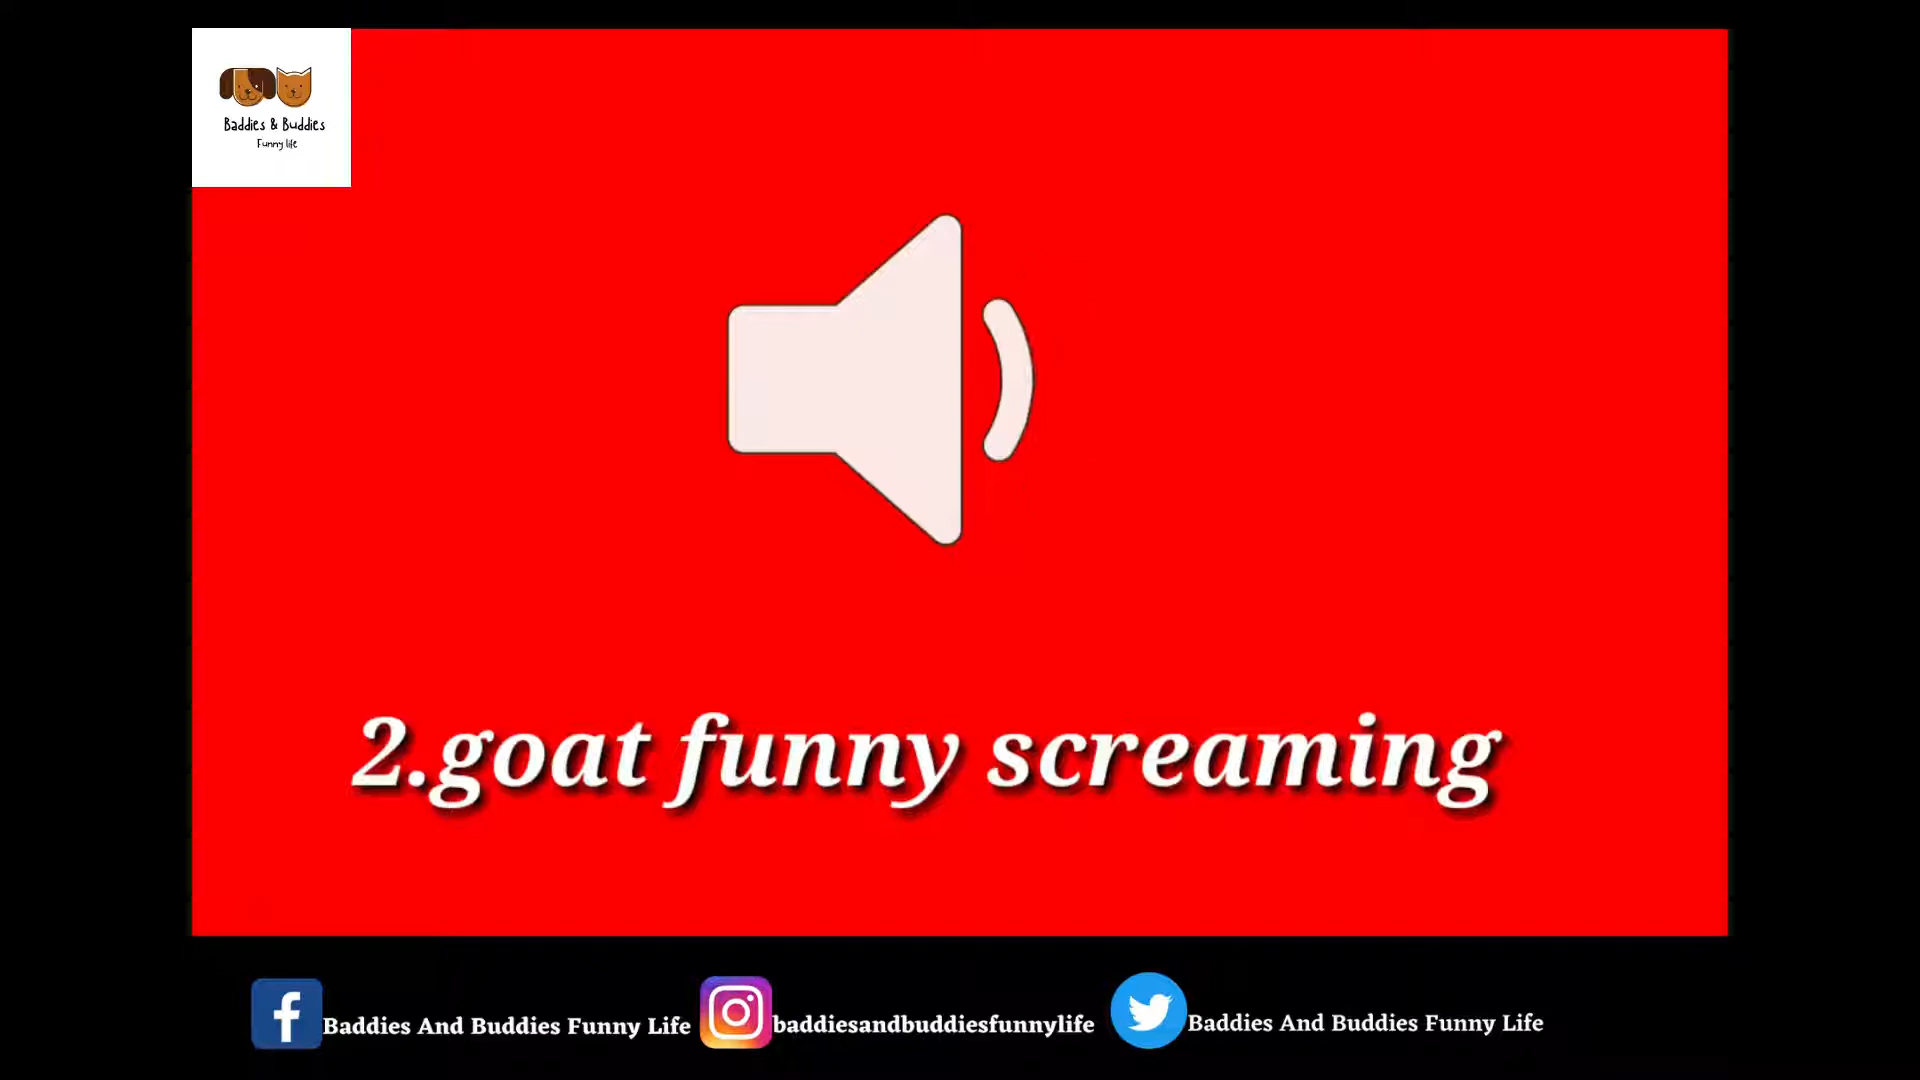 Baddies & Buddies
Funny life
2.goat funny screaming
Baddies And Buddies Funny Life
baddiesandbuddiesfunnylife
Baddies And Buddies Funny Life